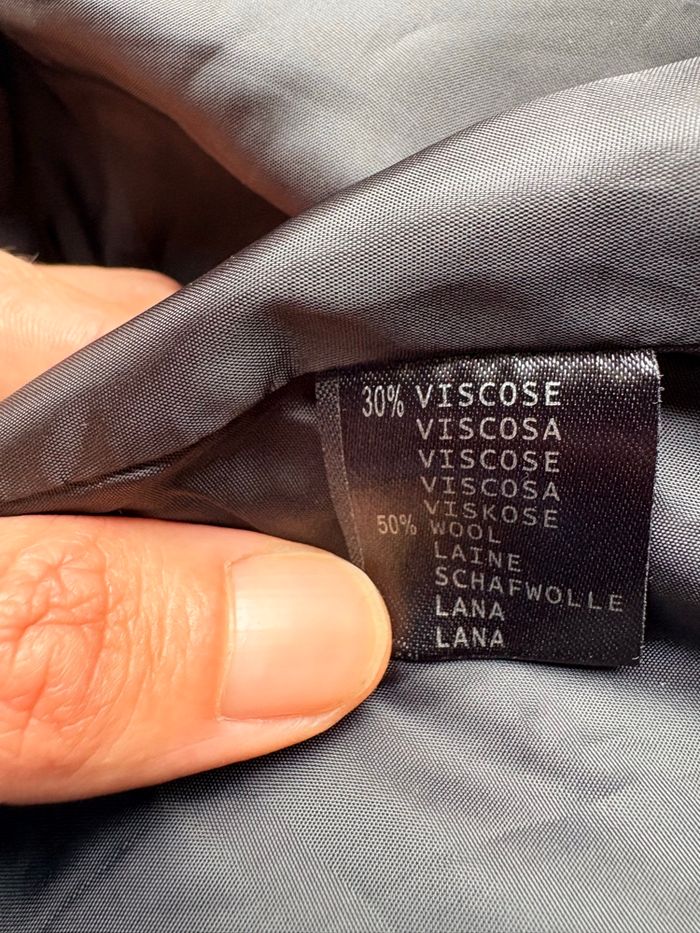 30% VISCOSE
VISCOSA
VISCOSE
VISCOSA
VISKOSE
50% WOOL
LAINE
SCHAFWOLLE
LANA
LANA